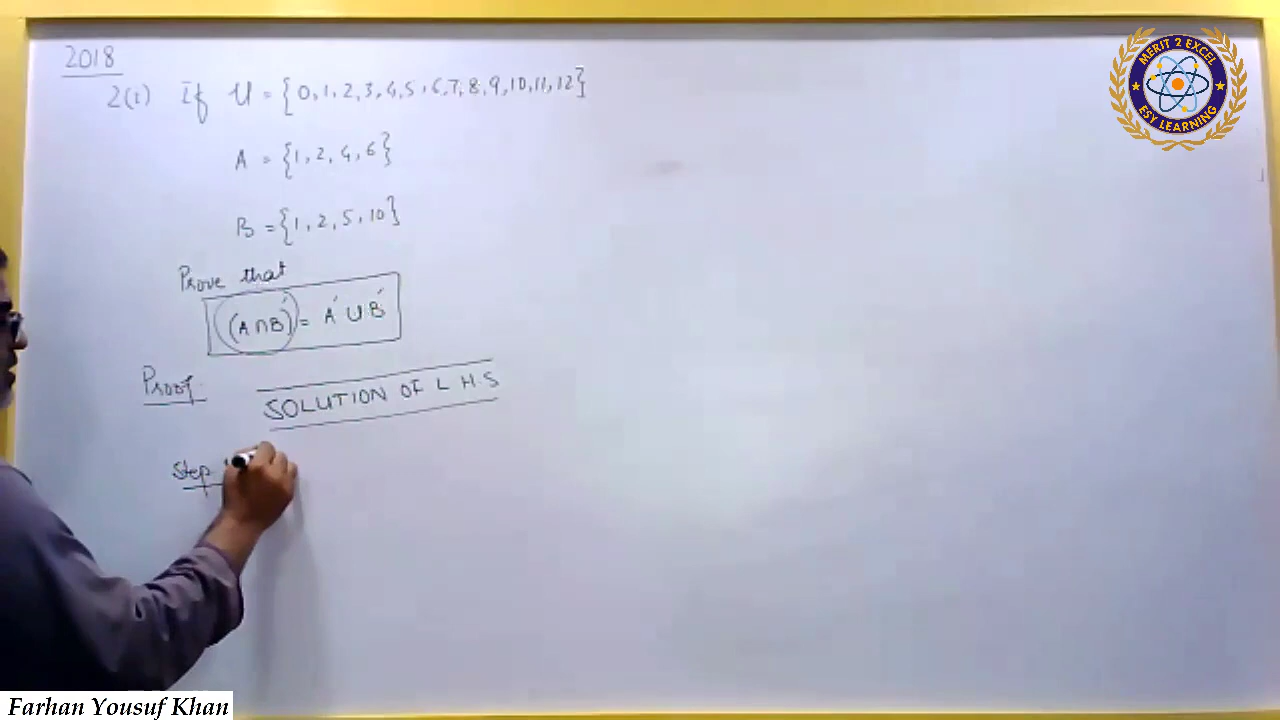 2018
2(i) If U = {0, 1, 2, 3, 4, 5, 6, 7, 8, 9, 10, 11, 12}
A = {1, 2, 4, 6}
B = {1, 2, 5, 10}
Prove that
(A∩B)′ = A′ ∪ B′
Proof:
SOLUTION OF L.H.S
Step
MERIT 2 EXCEL
ESY LEARNING
Farhan Yousuf Khan